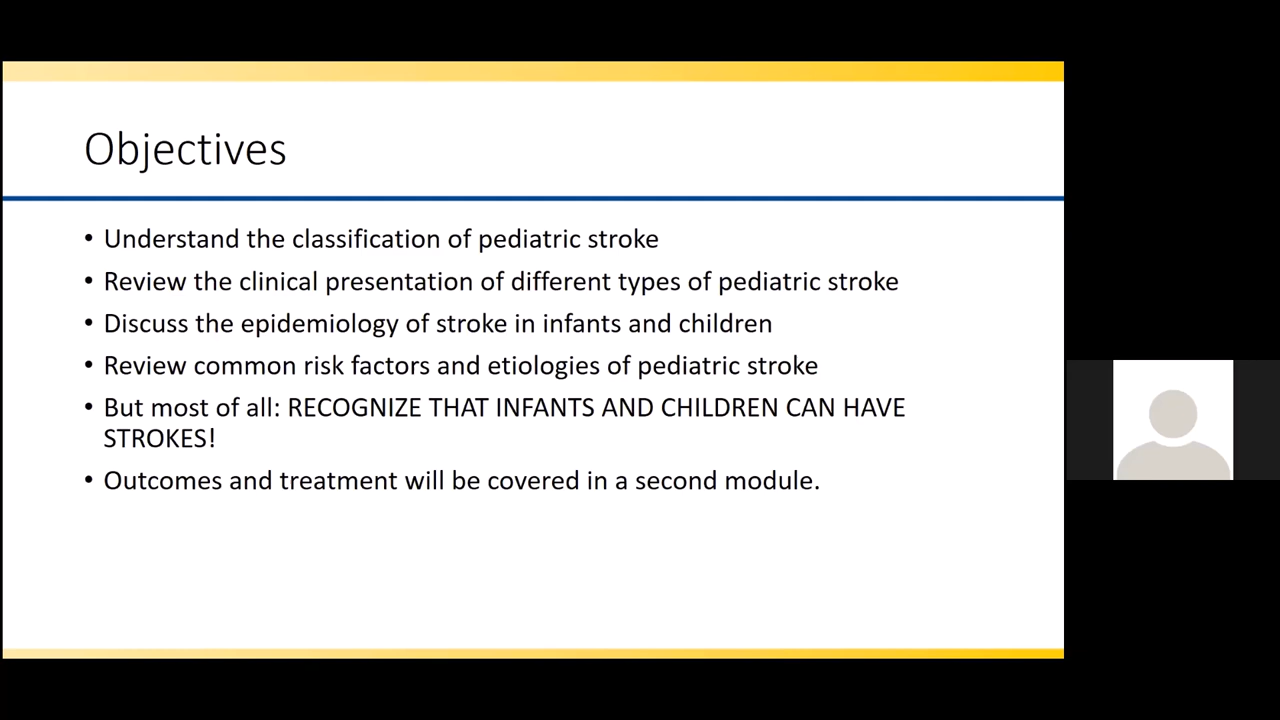 Objectives
• Understand the classification of pediatric stroke
• Review the clinical presentation of different types of pediatric stroke
• Discuss the epidemiology of stroke in infants and children
• Review common risk factors and etiologies of pediatric stroke
• But most of all: RECOGNIZE THAT INFANTS AND CHILDREN CAN HAVE
STROKES!
• Outcomes and treatment will be covered in a second module.